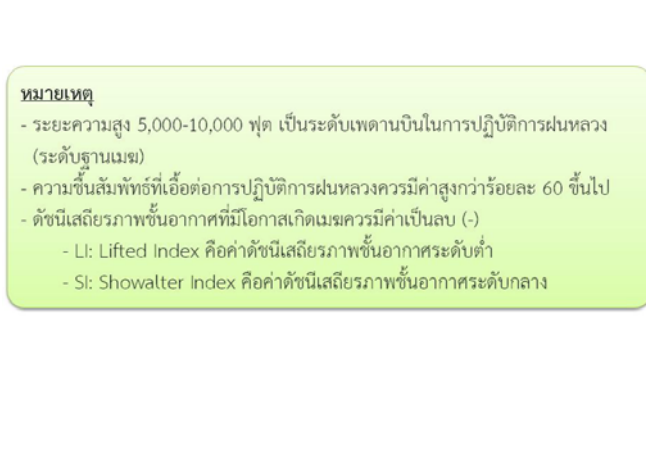 หมายเหตุ
- ระยะความสูง 5,000-10,000 ฟุต เป็นระดับเพดานบินในการปฏิบัติการฝนหลวง
(ระดับฐานเมฆ)
- ความชื้นสัมพัทธ์ที่เอื้อต่อการปฏิบัติการฝนหลวงควรมีค่าสูงกว่าร้อยละ 60 ขึ้นไป
- ดัชนีเสถียรภาพชั้นอากาศที่มีโอกาสเกิดเมฆควรมีค่าเป็นลบ (-)
- LI: Lifted Index คือค่าดัชนีเสถียรภาพชั้นอากาศระดับต่ำ
- SI: Showalter Index คือค่าดัชนีเสถียรภาพชั้นอากาศระดับกลาง